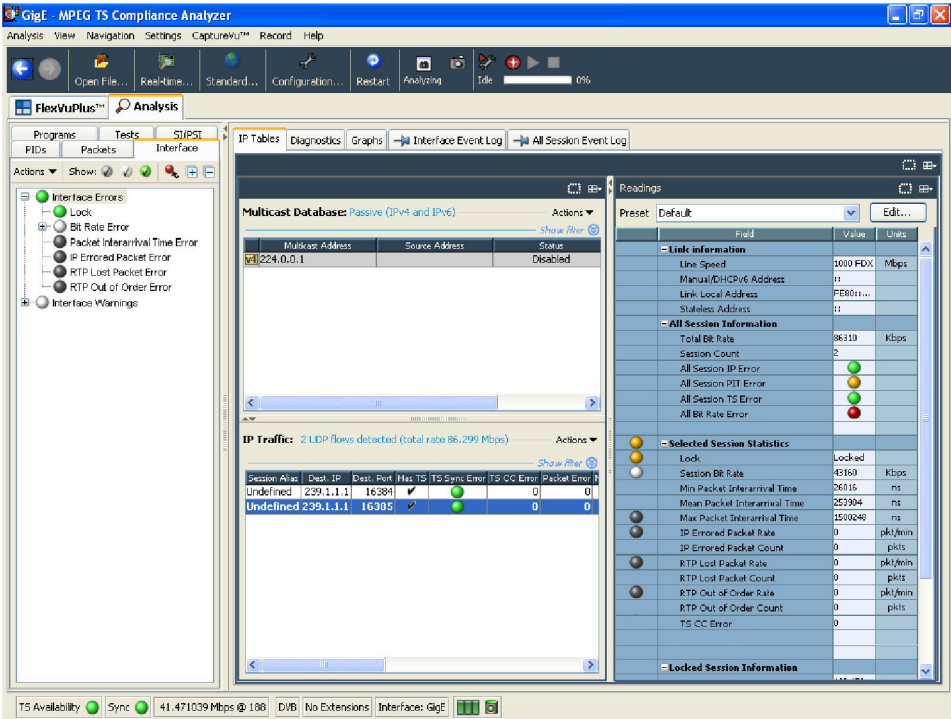 GigE - MPEG TS Compliance Analyzer
Analysis View Navigation Settings CaptureVu™ Record Help
Open File... Real-time... Standard... Configuration... Restart Analyzing Idle 0%
FlexVuPlus™ Analysis
Programs Tests SI/PSI
PIDs Packets Interface
Actions Show:
Interface Errors
Lock
Bit Rate Error
Packet Interarrival Time Error
IP Errored Packet Error
RTP Lost Packet Error
RTP Out of Order Error
Interface Warnings
IP Tables Diagnostics Graphs Interface Event Log All Session Event Log
Multicast Database: Passive (IPv4 and IPv6) Actions
Show filter
Multicast Address Source Address Status
v4 224.0.0.1 Disabled
IP Traffic: 2 UDP flows detected (total rate 86.299 Mbps) Actions
Show filter
Session Alias Dest. IP Dest. Port Has TS TS Sync Error TS CC Error Packet Error
Undefined 239.1.1.1 16384 0 0
Undefined 239.1.1.1 16385 0 0
Readings
Preset Default Edit...
Field Value Units
Link information
Line Speed 1000 FDX Mbps
Manual/DHCPv6 Address ::
Link Local Address FE80::...
Stateless Address ::
All Session Information
Total Bit Rate 86310 Kbps
Session Count 2
All Session IP Error
All Session PIT Error
All Session TS Error
All Bit Rate Error
Selected Session Statistics
Lock Locked
Session Bit Rate 43160 Kbps
Min Packet Interarrival Time 26016 ns
Mean Packet Interarrival Time 253904 ns
Max Packet Interarrival Time 1500248 ns
IP Errored Packet Rate 0 pkt/min
IP Errored Packet Count 0 pkts
RTP Lost Packet Rate 0 pkt/min
RTP Lost Packet Count 0 pkts
RTP Out of Order Rate 0 pkt/min
RTP Out of Order Count 0 pkts
TS CC Error 0
Locked Session Information
TS Availability Sync 41.471039 Mbps @ 188 DVB No Extensions Interface: GigE